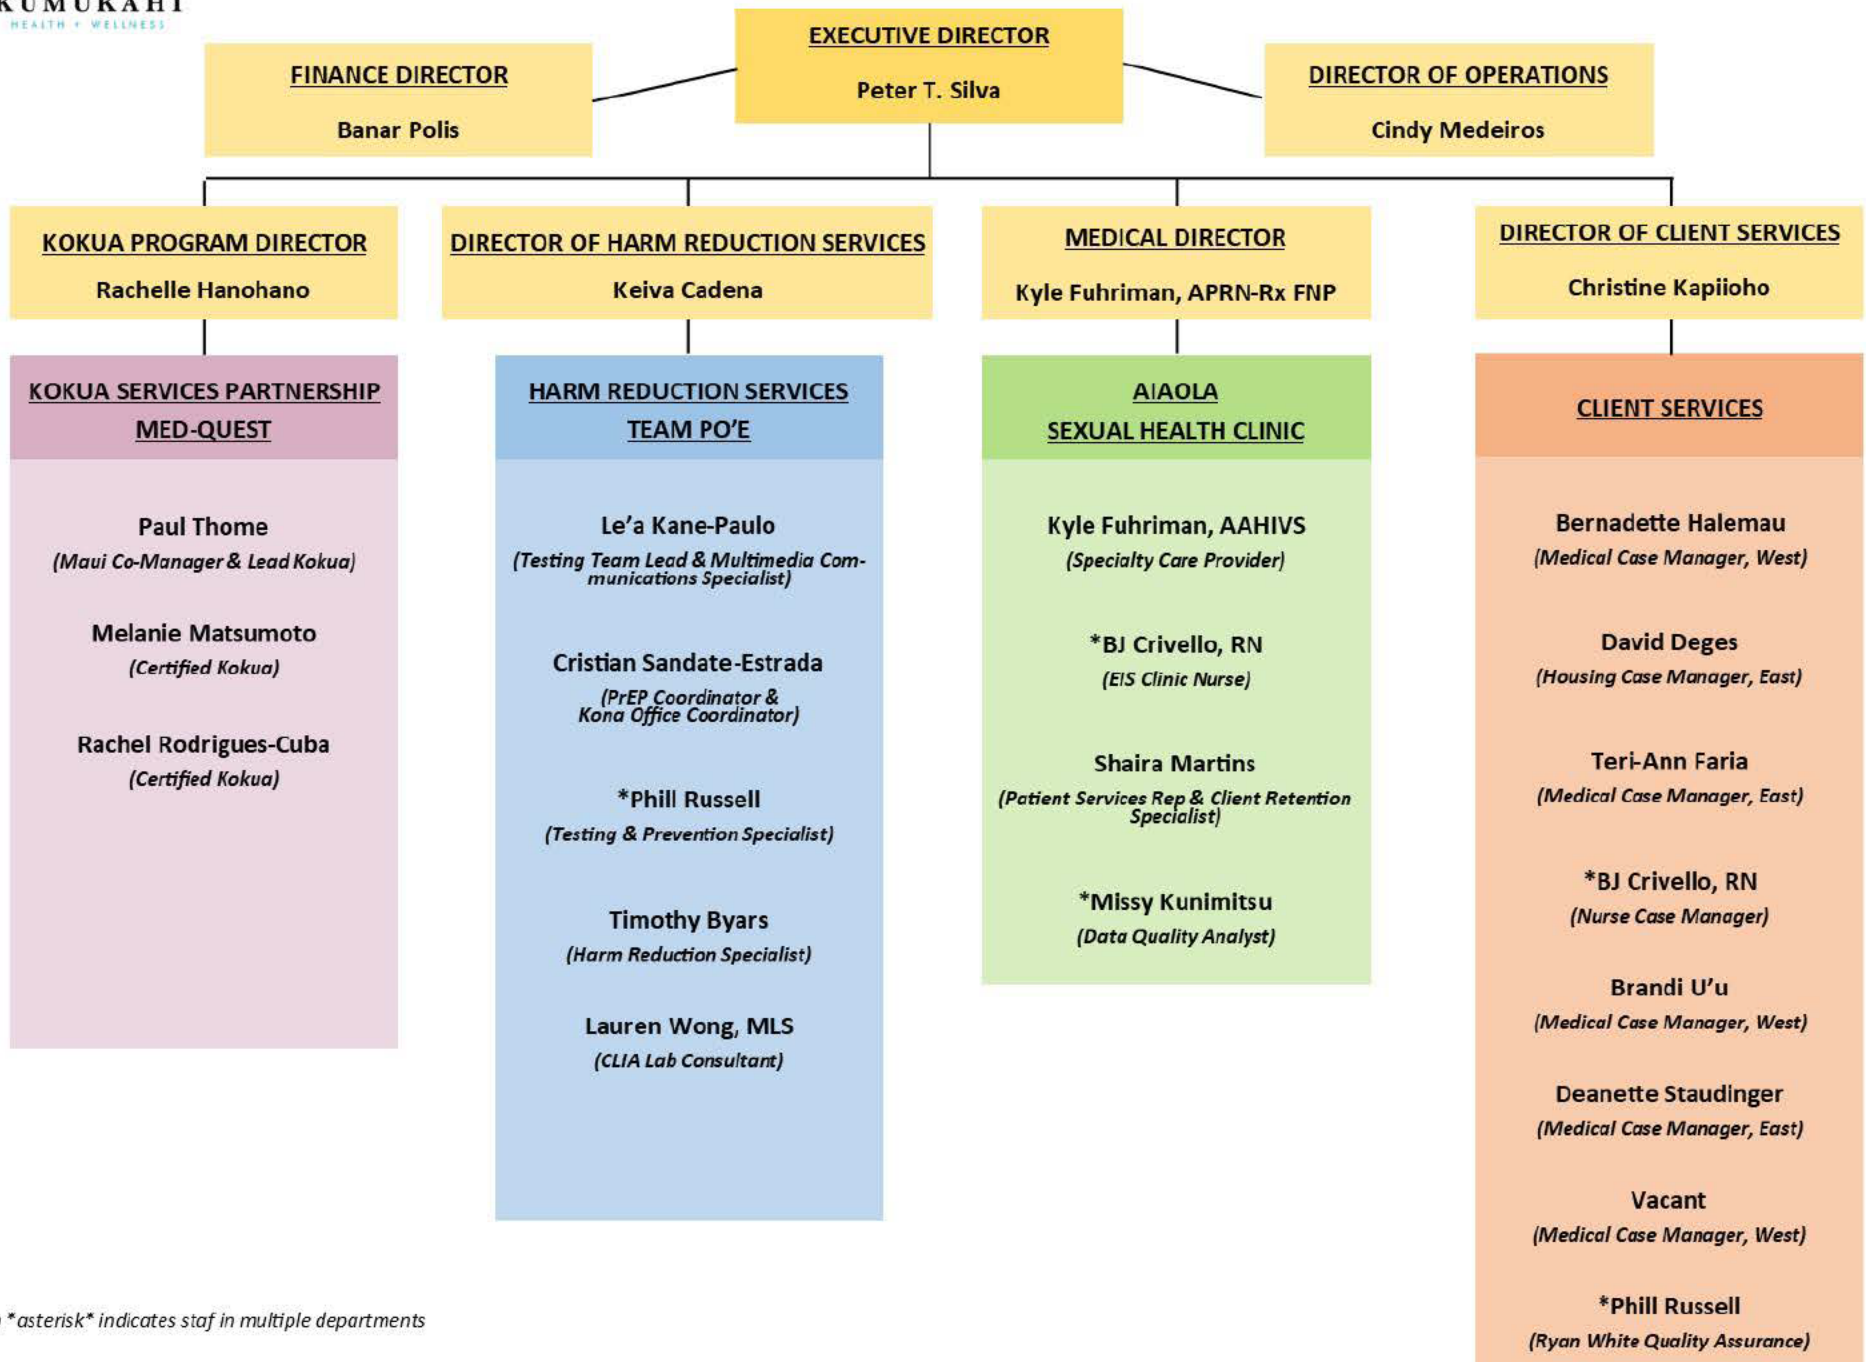 KUMUKAHI
HEALTH + WELLNESS
EXECUTIVE DIRECTOR
Peter T. Silva
FINANCE DIRECTOR
Banar Polis
DIRECTOR OF OPERATIONS
Cindy Medeiros
KOKUA PROGRAM DIRECTOR
Rachelle Hanohano
DIRECTOR OF HARM REDUCTION SERVICES
Keiva Cadena
MEDICAL DIRECTOR
Kyle Fuhriman, APRN-Rx FNP
DIRECTOR OF CLIENT SERVICES
Christine Kapiioho
KOKUA SERVICES PARTNERSHIP
MED-QUEST
Paul Thome
(Maui Co-Manager & Lead Kokua)
Melanie Matsumoto
(Certified Kokua)
Rachel Rodrigues-Cuba
(Certified Kokua)
HARM REDUCTION SERVICES
TEAM PO’E
Le’a Kane-Paulo
(Testing Team Lead & Multimedia Com-
munications Specialist)
Cristian Sandate-Estrada
(PrEP Coordinator &
Kona Office Coordinator)
*Phill Russell
(Testing & Prevention Specialist)
Timothy Byars
(Harm Reduction Specialist)
Lauren Wong, MLS
(CLIA Lab Consultant)
AIAOLA
SEXUAL HEALTH CLINIC
Kyle Fuhriman, AAHIVS
(Specialty Care Provider)
*BJ Crivello, RN
(EIS Clinic Nurse)
Shaira Martins
(Patient Services Rep & Client Retention
Specialist)
*Missy Kunimitsu
(Data Quality Analyst)
CLIENT SERVICES
Bernadette Halemau
(Medical Case Manager, West)
David Deges
(Housing Case Manager, East)
Teri-Ann Faria
(Medical Case Manager, East)
*BJ Crivello, RN
(Nurse Case Manager)
Brandi U’u
(Medical Case Manager, West)
Deanette Staudinger
(Medical Case Manager, East)
Vacant
(Medical Case Manager, West)
*Phill Russell
(Ryan White Quality Assurance)
*asterisk* indicates staf in multiple departments